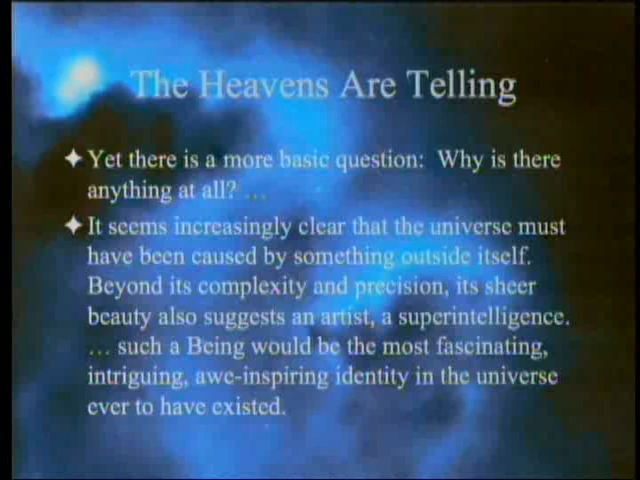 The Heavens Are Telling
Yet there is a more basic question: Why is there
anything at all? …
It seems increasingly clear that the universe must
have been caused by something outside itself.
Beyond its complexity and precision, its sheer
beauty also suggests an artist, a superintelligence.
… such a Being would be the most fascinating,
intriguing, awe-inspiring identity in the universe
ever to have existed.